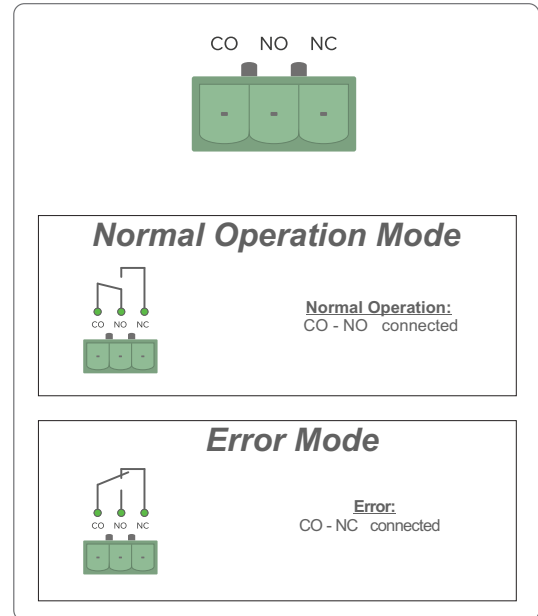 CO NO NC
Normal Operation Mode
CO NO NC
Normal Operation:
CO - NO connected
Error Mode
CO NO NC
Error:
CO - NC connected